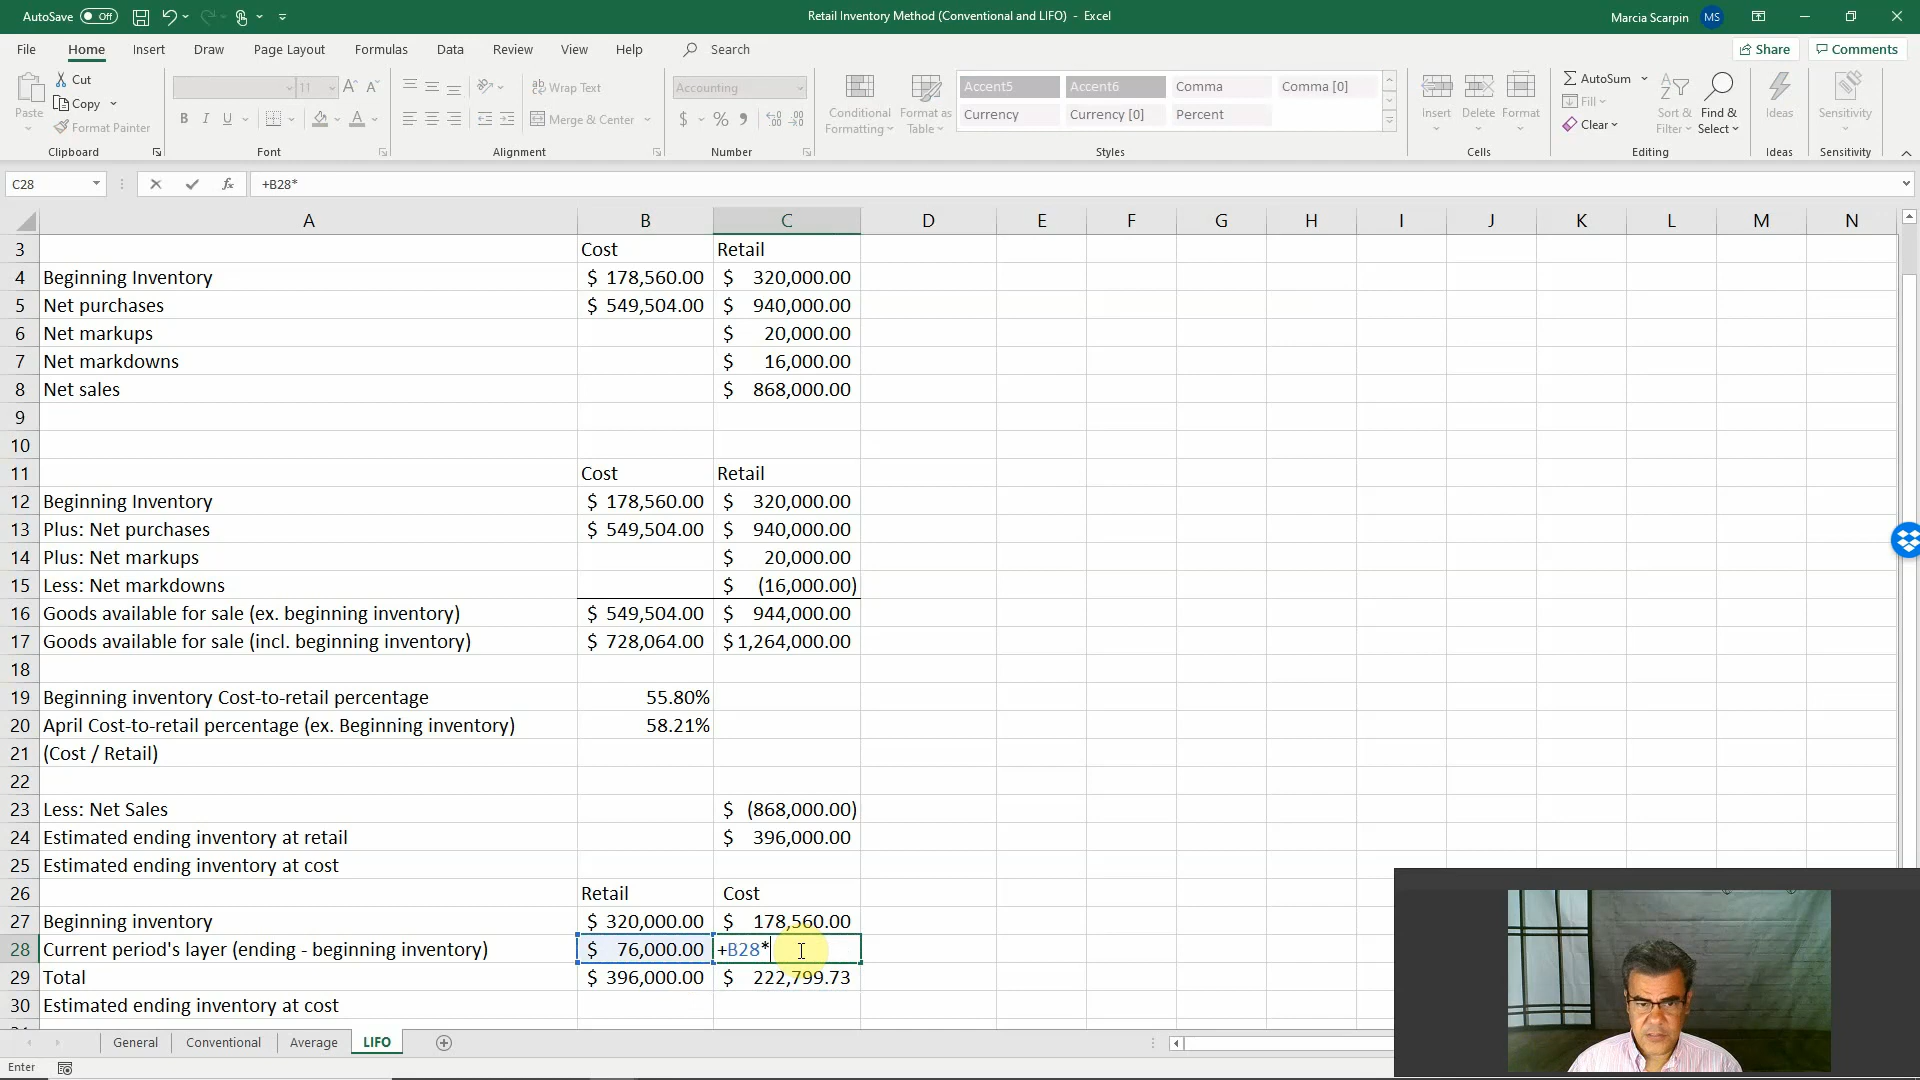 AutoSave Off Retail Inventory Method (Conventional and LIFO) - Excel Marcia Scarpin MS
File Home Insert Draw Page Layout Formulas Data Review View Help Search Share Comments
Cut
Copy
Format Painter
Paste
Clipboard
11 A A
B I U A
Font
Wrap Text
Merge & Center
Alignment
Accounting
$ % 9
Number
Conditional Formatting
Format as Table
Accent5 Accent6 Comma Comma [0]
Currency Currency [0] Percent
Styles
Insert Delete Format
Cells
AutoSum
Fill
Clear
Sort & Filter
Find & Select
Editing
Ideas
Ideas
Sensitivity
Sensitivity
C28 fx +B28*
A B C D E F G H I J K L M N
3 Cost Retail
4 Beginning Inventory $ 178,560.00 $ 320,000.00
5 Net purchases $ 549,504.00 $ 940,000.00
6 Net markups $ 20,000.00
7 Net markdowns $ 16,000.00
8 Net sales $ 868,000.00
9
10
11 Cost Retail
12 Beginning Inventory $ 178,560.00 $ 320,000.00
13 Plus: Net purchases $ 549,504.00 $ 940,000.00
14 Plus: Net markups $ 20,000.00
15 Less: Net markdowns $ (16,000.00)
16 Goods available for sale (ex. beginning inventory) $ 549,504.00 $ 944,000.00
17 Goods available for sale (incl. beginning inventory) $ 728,064.00 $ 1,264,000.00
18
19 Beginning inventory Cost-to-retail percentage 55.80%
20 April Cost-to-retail percentage (ex. Beginning inventory) 58.21%
21 (Cost / Retail)
22
23 Less: Net Sales $ (868,000.00)
24 Estimated ending inventory at retail $ 396,000.00
25 Estimated ending inventory at cost
26 Retail Cost
27 Beginning inventory $ 320,000.00 $ 178,560.00
28 Current period's layer (ending - beginning inventory) $ 76,000.00 +B28*
29 Total $ 396,000.00 $ 222,799.73
30 Estimated ending inventory at cost
General Conventional Average LIFO
Enter